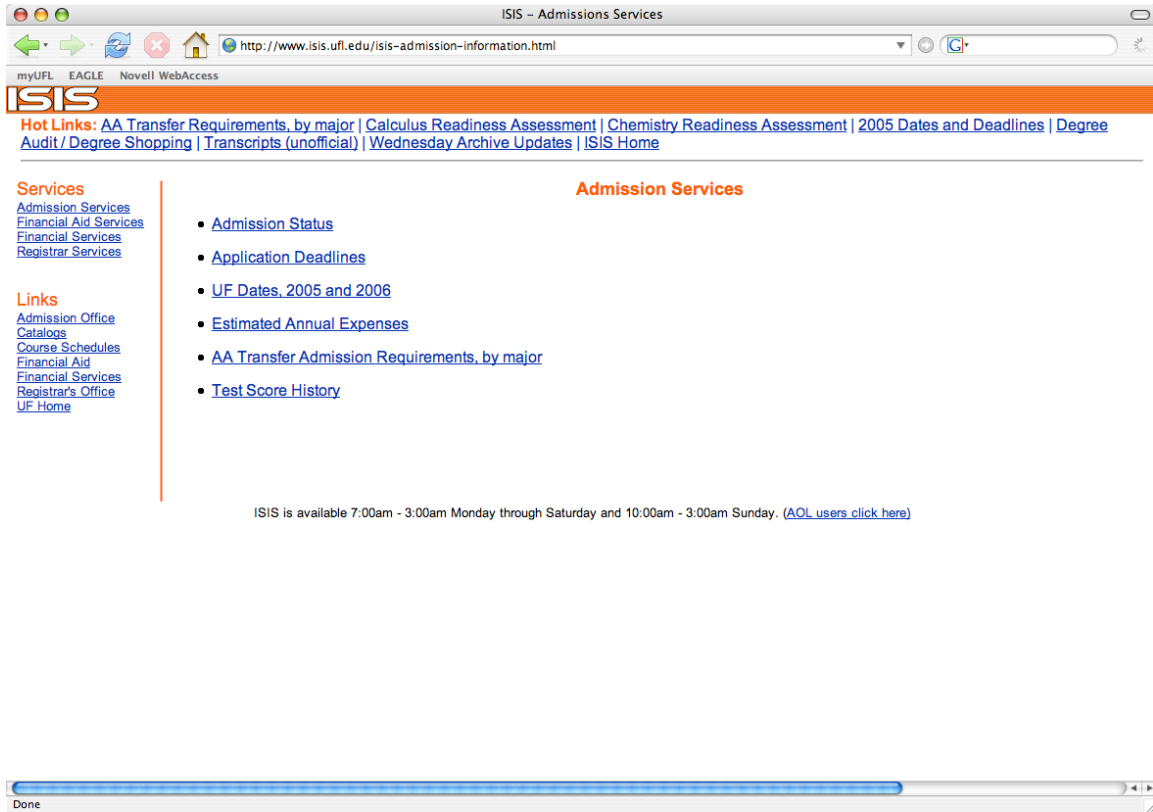 ISIS – Admissions Services
http://www.isis.ufl.edu/isis-admission-information.html
G
myUFL EAGLE Novell WebAccess
ISIS
Hot Links: AA Transfer Requirements, by major | Calculus Readiness Assessment | Chemistry Readiness Assessment | 2005 Dates and Deadlines | Degree
Audit / Degree Shopping | Transcripts (unofficial) | Wednesday Archive Updates | ISIS Home
Services
Admission Services
Financial Aid Services
Financial Services
Registrar Services
Links
Admission Office
Catalogs
Course Schedules
Financial Aid
Financial Services
Registrar's Office
UF Home
Admission Services
• Admission Status
• Application Deadlines
• UF Dates, 2005 and 2006
• Estimated Annual Expenses
• AA Transfer Admission Requirements, by major
• Test Score History
ISIS is available 7:00am - 3:00am Monday through Saturday and 10:00am - 3:00am Sunday. (AOL users click here)
Done